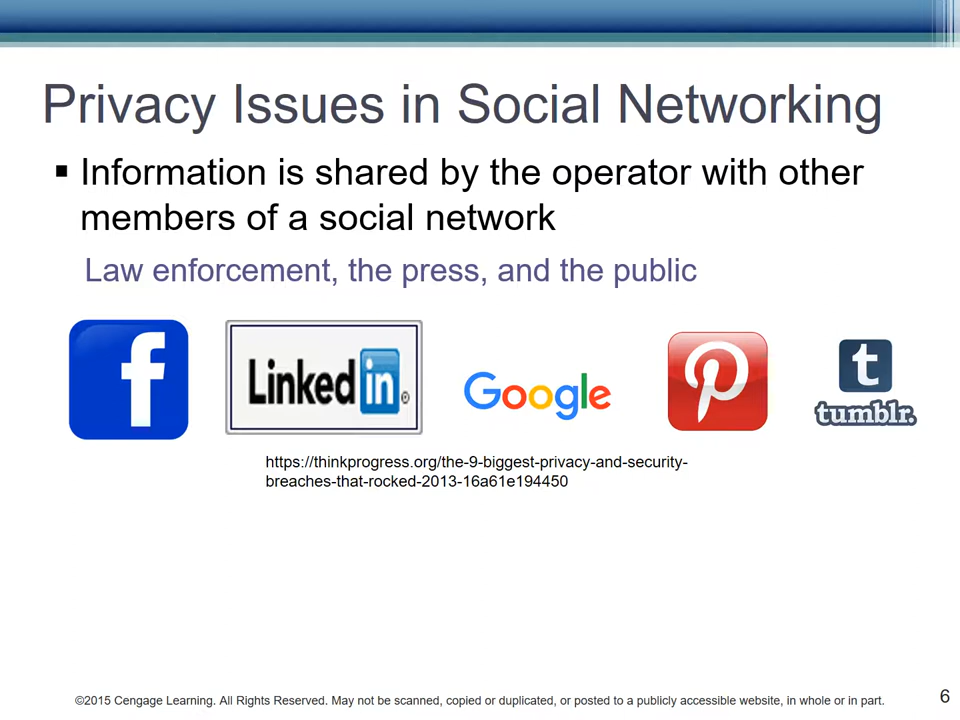 Privacy Issues in Social Networking
▪ Information is shared by the operator with other
members of a social network
Law enforcement, the press, and the public
f
Linked in ®
Google
P
t
tumblr.
https://thinkprogress.org/the-9-biggest-privacy-and-security-
breaches-that-rocked-2013-16a61e194450
©2015 Cengage Learning. All Rights Reserved. May not be scanned, copied or duplicated, or posted to a publicly accessible website, in whole or in part.
6